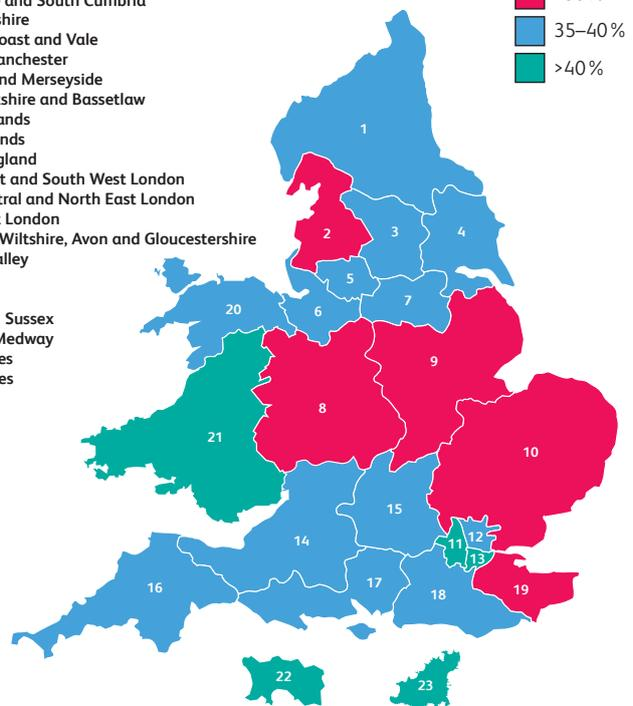 and South Cumbria
shire
oast and Vale
anchester
nd Merseyside
kshire and Bassetlaw
ands
nds
gland
t and South West London
tral and North East London
t London
Wiltshire, Avon and Gloucestershire
alley
Sussex
Medway
es
es
35–40%
>40%
1
2
3
4
5
6
7
20
9
8
21
10
15
14
12
11
13
16
17
18
19
22
23